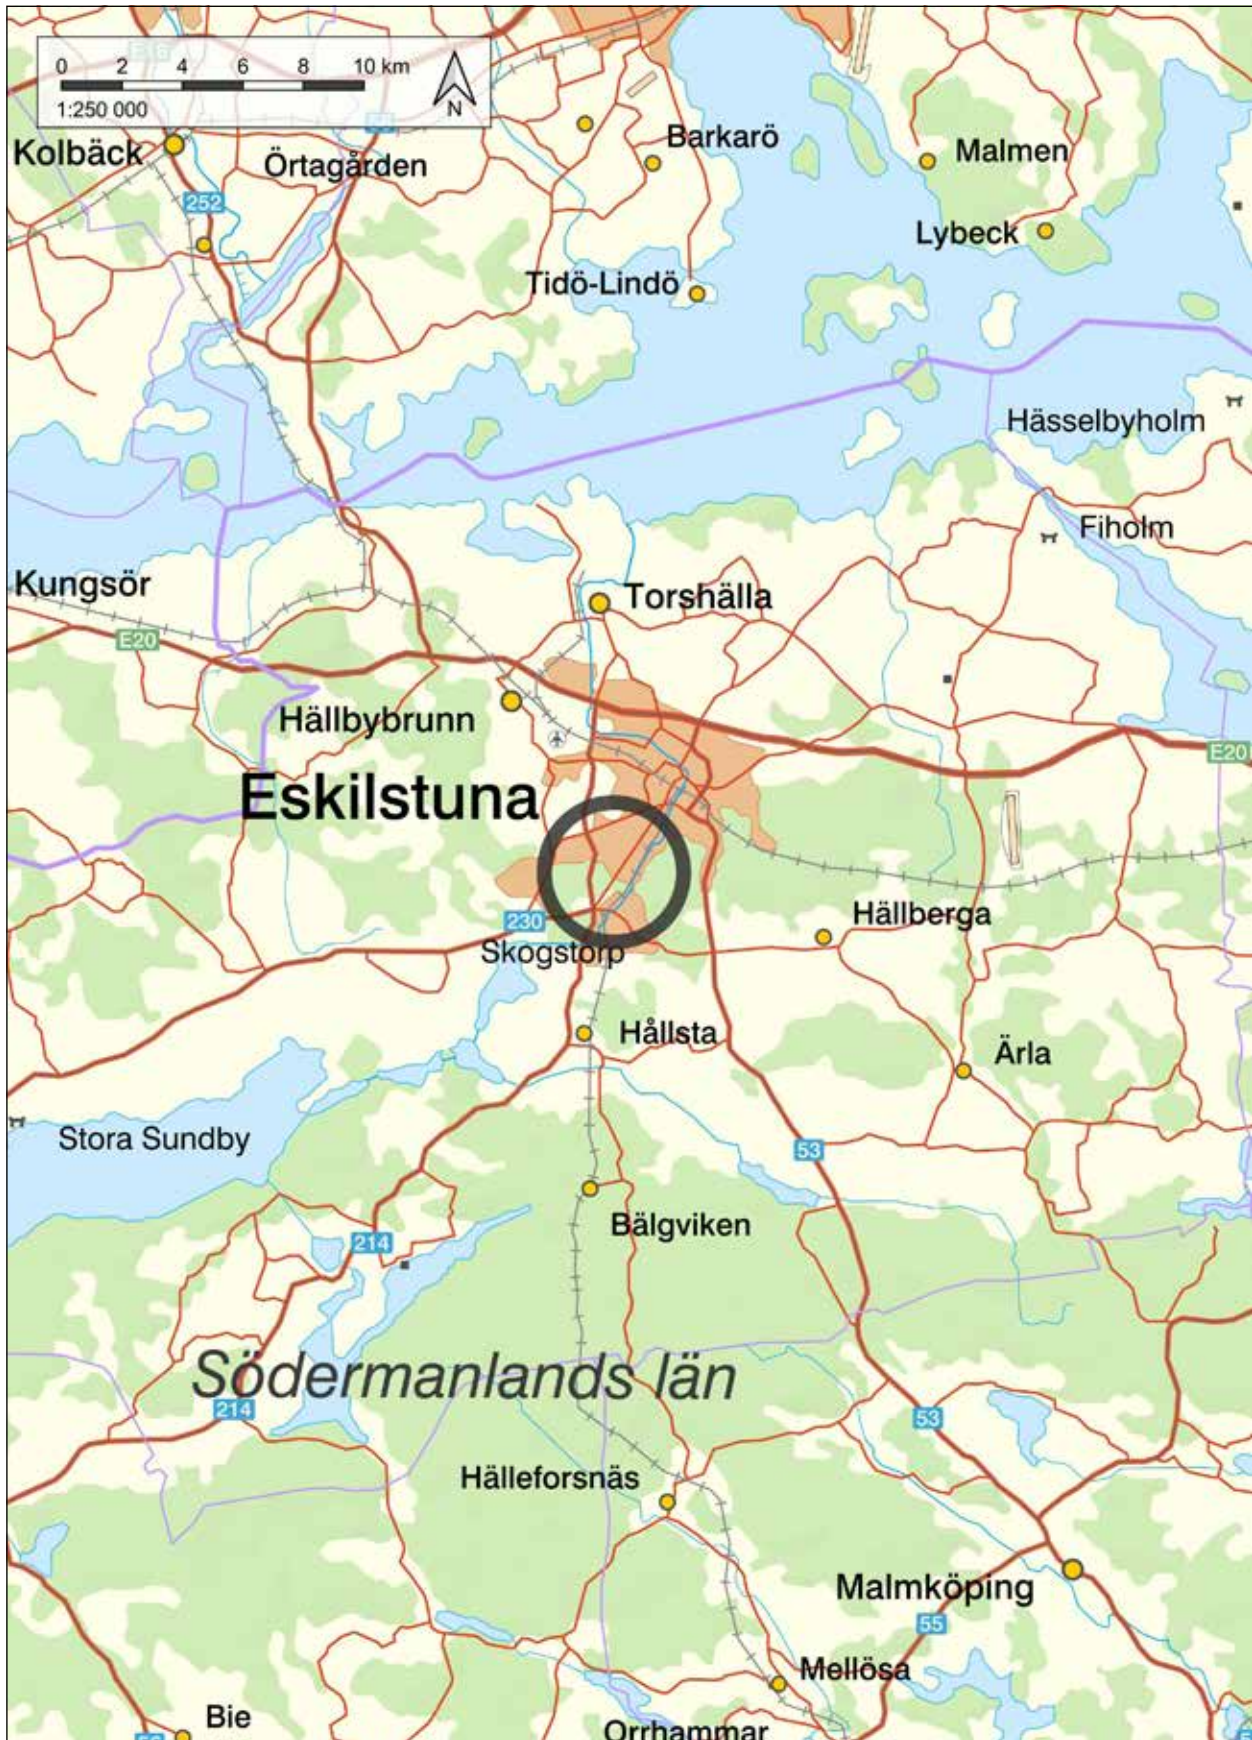 0 2 4 6 8 10 km
1:250 000
N
Kolbäck
Örtagården
Barkarö
Malmen
252
Lybeck
Tidö-Lindö
Hässelbyholm
Fiholm
Kungsör
Torshälla
E20
Hällbybrunn
E20
Eskilstuna
230
Hällberga
Skogstorp
Hållsta
Ärla
Stora Sundby
53
Bälgviken
214
Södermanlands län
214
53
Hälleforsnäs
Malmköping
55
Mellösa
Bie
Orrhammar